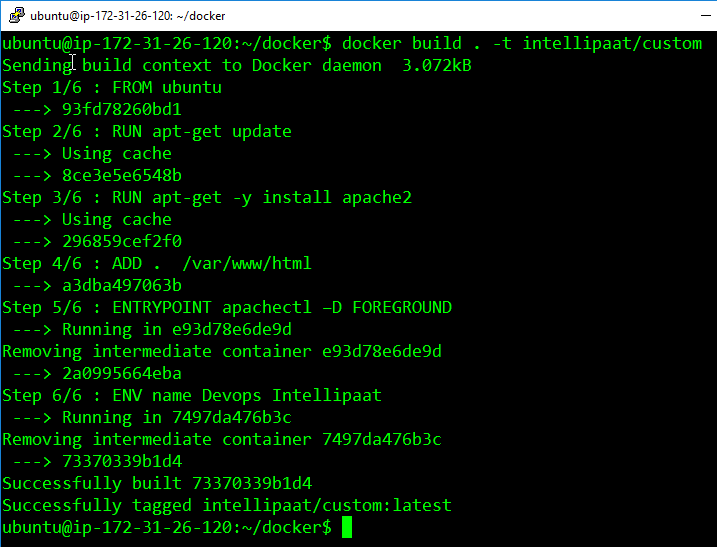 ubuntu@ip-172-31-26-120: ~/docker
ubuntu@ip-172-31-26-120:~/docker$ docker build . -t intellipaat/custom
Sending build context to Docker daemon  3.072kB
Step 1/6 : FROM ubuntu
 ---> 93fd78260bd1
Step 2/6 : RUN apt-get update
 ---> Using cache
 ---> 8ce3e5e6548b
Step 3/6 : RUN apt-get -y install apache2
 ---> Using cache
 ---> 296859cef2f0
Step 4/6 : ADD .  /var/www/html
 ---> a3dba497063b
Step 5/6 : ENTRYPOINT apachectl –D FOREGROUND
 ---> Running in e93d78e6de9d
Removing intermediate container e93d78e6de9d
 ---> 2a0995664eba
Step 6/6 : ENV name Devops Intellipaat
 ---> Running in 7497da476b3c
Removing intermediate container 7497da476b3c
 ---> 73370339b1d4
Successfully built 73370339b1d4
Successfully tagged intellipaat/custom:latest
ubuntu@ip-172-31-26-120:~/docker$